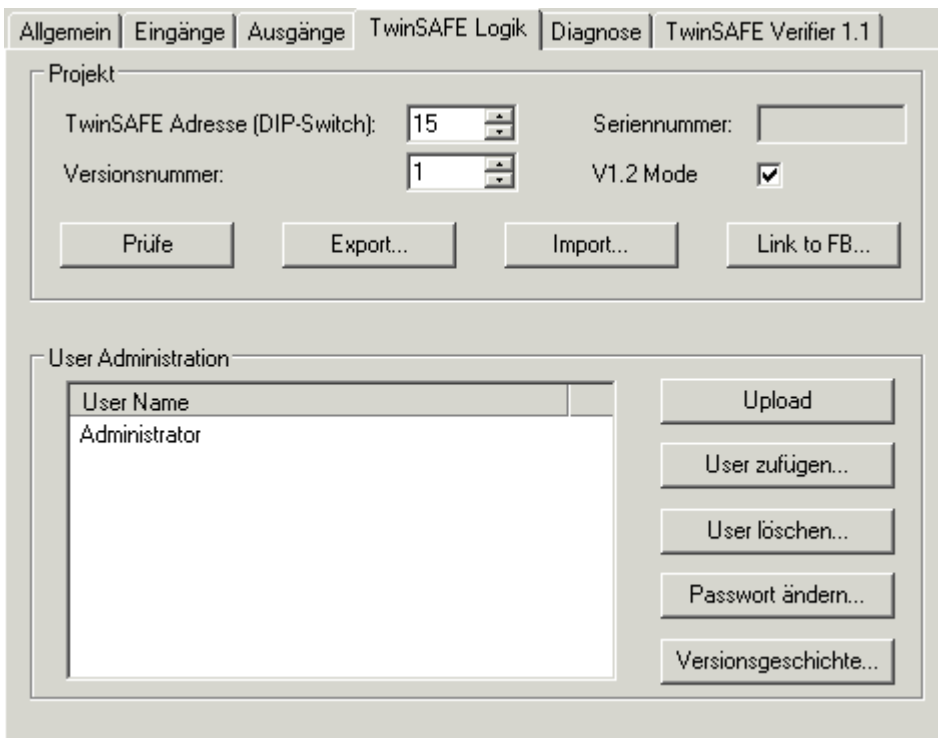 Allgemein Eingänge Ausgänge TwinSAFE Logik Diagnose TwinSAFE Verifier 1.1
Projekt
TwinSAFE Adresse (DIP-Switch): 15 Seriennummer:
Versionsnummer: 1 V1.2 Mode
Prüfe Export... Import... Link to FB...
User Administration
User Name
Administrator
Upload
User zufügen...
User löschen...
Passwort ändern...
Versionsgeschichte...